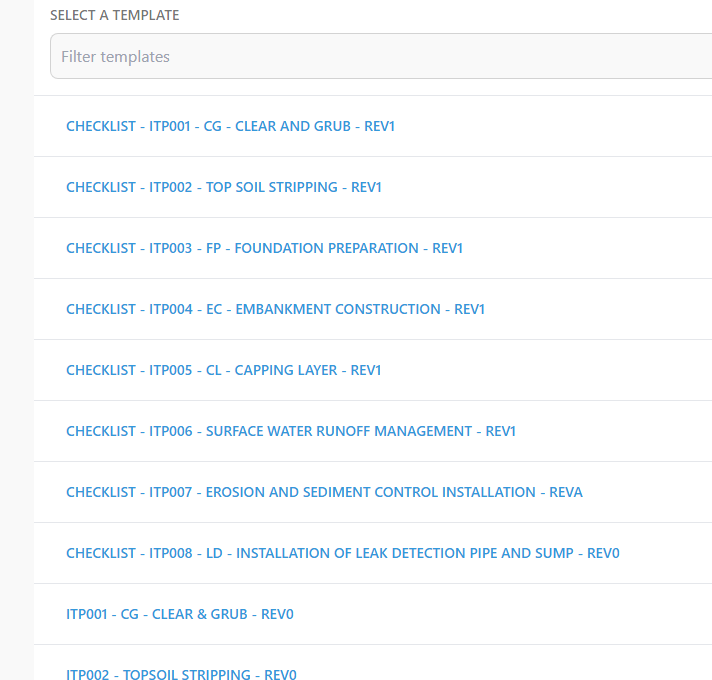 SELECT A TEMPLATE
Filter templates
CHECKLIST - ITP001 - CG - CLEAR AND GRUB - REV1
CHECKLIST - ITP002 - TOP SOIL STRIPPING - REV1
CHECKLIST - ITP003 - FP - FOUNDATION PREPARATION - REV1
CHECKLIST - ITP004 - EC - EMBANKMENT CONSTRUCTION - REV1
CHECKLIST - ITP005 - CL - CAPPING LAYER - REV1
CHECKLIST - ITP006 - SURFACE WATER RUNOFF MANAGEMENT - REV1
CHECKLIST - ITP007 - EROSION AND SEDIMENT CONTROL INSTALLATION - REVA
CHECKLIST - ITP008 - LD - INSTALLATION OF LEAK DETECTION PIPE AND SUMP - REV0
ITP001 - CG - CLEAR & GRUB - REV0
ITP002 - TOPSOIL STRIPPING - REV0